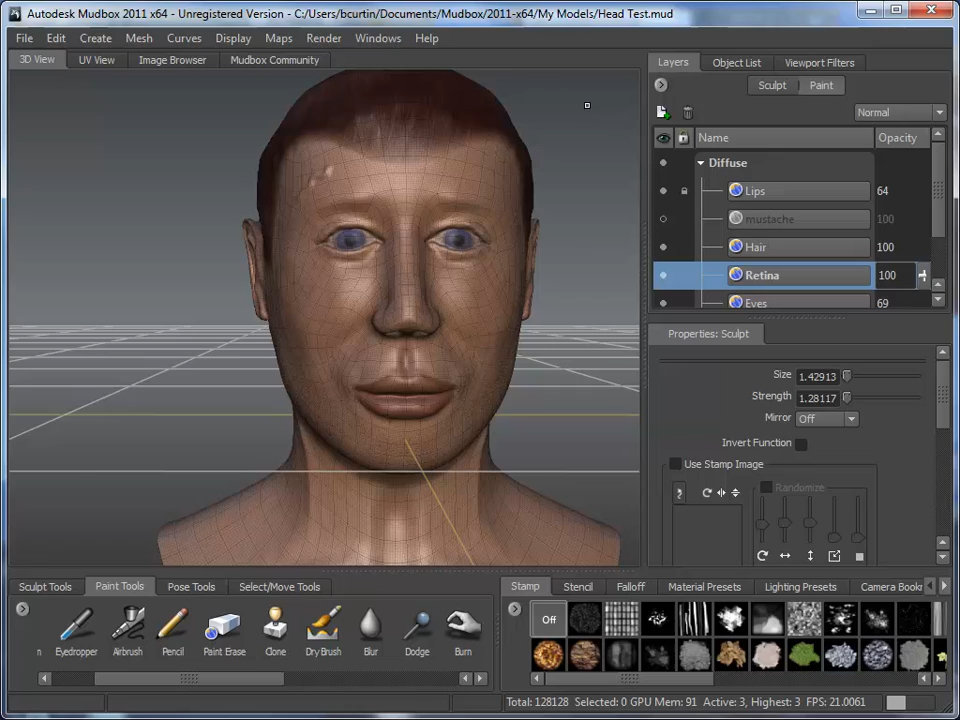 Autodesk Mudbox 2011 x64 - Unregistered Version - C:/Users/bcurtin/Documents/Mudbox/2011-x64/My Models/Head Test.mud
File Edit Create Mesh Curves Display Maps Render Windows Help
3D View UV View Image Browser Mudbox Community
Layers Object List Viewport Filters
Sculpt Paint
Normal
Name Opacity
Diffuse
Lips 64
mustache 100
Hair 100
Retina 100
Eyes 69
Properties: Sculpt
Size 1.42913
Strength 1.28117
Mirror Off
Invert Function
Use Stamp Image
Randomize
Sculpt Tools Paint Tools Pose Tools Select/Move Tools
Stamp Stencil Falloff Material Presets Lighting Presets Camera Bookr
Off
n Eyedropper Airbrush Pencil Paint Erase Clone Dry Brush Blur Dodge Burn
Total: 128128 Selected: 0 GPU Mem: 91 Active: 3, Highest: 3 FPS: 21.0061